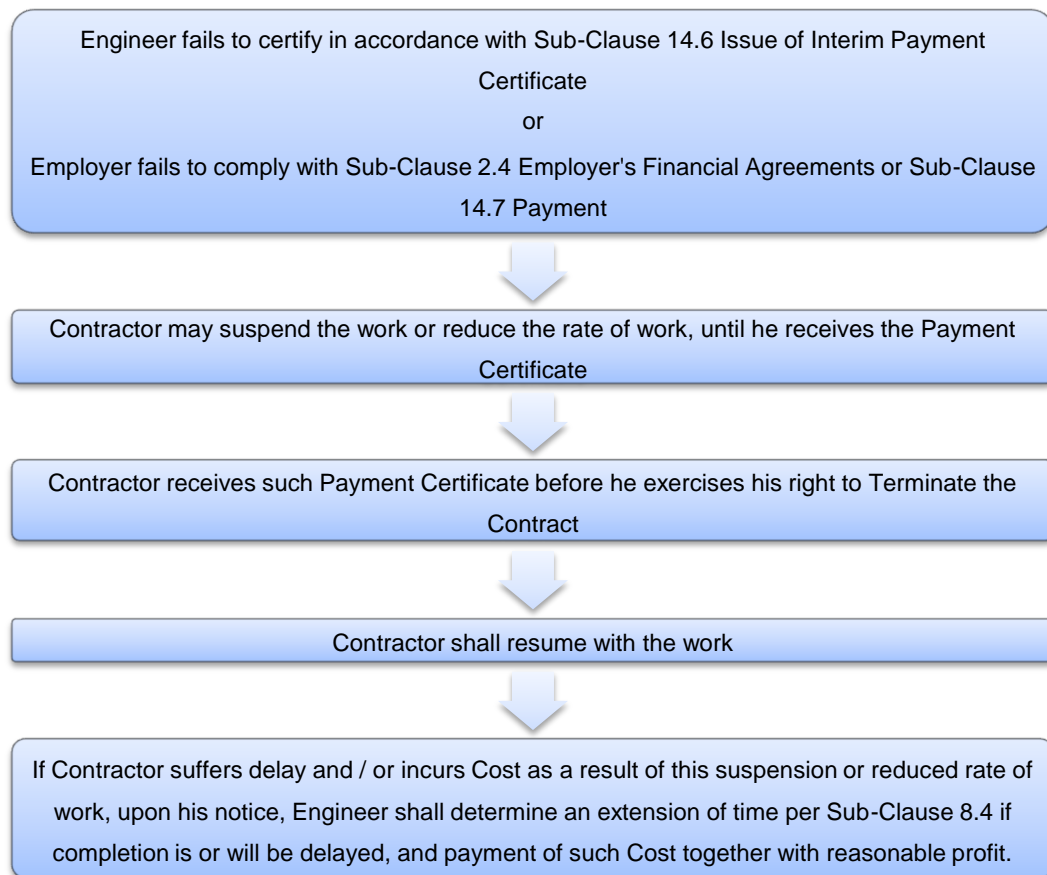 Engineer fails to certify in accordance with Sub-Clause 14.6 Issue of Interim Payment
Certificate
or
Employer fails to comply with Sub-Clause 2.4 Employer's Financial Agreements or Sub-Clause
14.7 Payment
Contractor may suspend the work or reduce the rate of work, until he receives the Payment
Certificate
Contractor receives such Payment Certificate before he exercises his right to Terminate the
Contract
Contractor shall resume with the work
If Contractor suffers delay and / or incurs Cost as a result of this suspension or reduced rate of
work, upon his notice, Engineer shall determine an extension of time per Sub-Clause 8.4 if
completion is or will be delayed, and payment of such Cost together with reasonable profit.